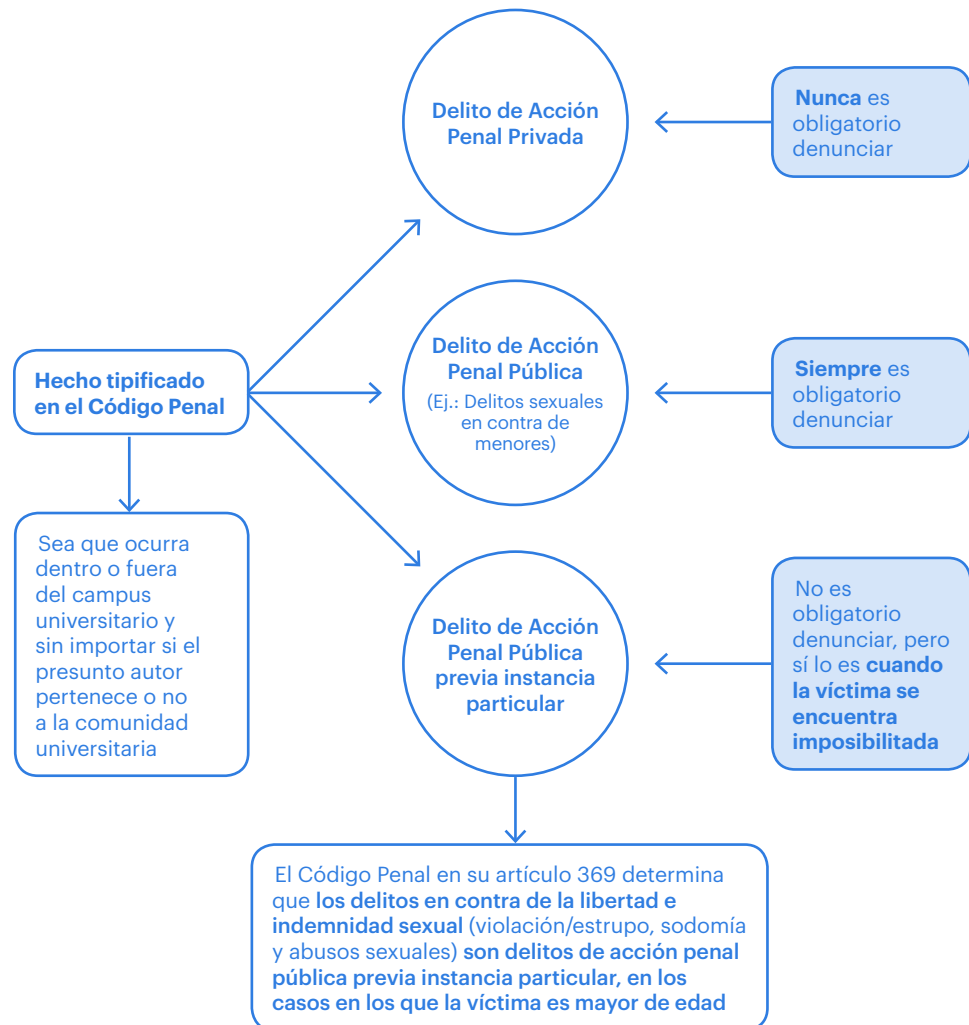 Delito de Acción
Penal Privada
Nunca es
obligatorio
denunciar
Hecho tipificado
en el Código Penal
Delito de Acción
Penal Pública
(Ej.: Delitos sexuales
en contra de
menores)
Siempre es
obligatorio
denunciar
Sea que ocurra
dentro o fuera
del campus
universitario y
sin importar si el
presunto autor
pertenece o no
a la comunidad
universitaria
Delito de Acción
Penal Pública
previa instancia
particular
No es
obligatorio
denunciar, pero
sí lo es cuando
la víctima se
encuentra
imposibilitada
El Código Penal en su artículo 369 determina
que los delitos en contra de la libertad e
indemnidad sexual (violación/estrupo, sodomía
y abusos sexuales) son delitos de acción penal
pública previa instancia particular, en los
casos en los que la víctima es mayor de edad